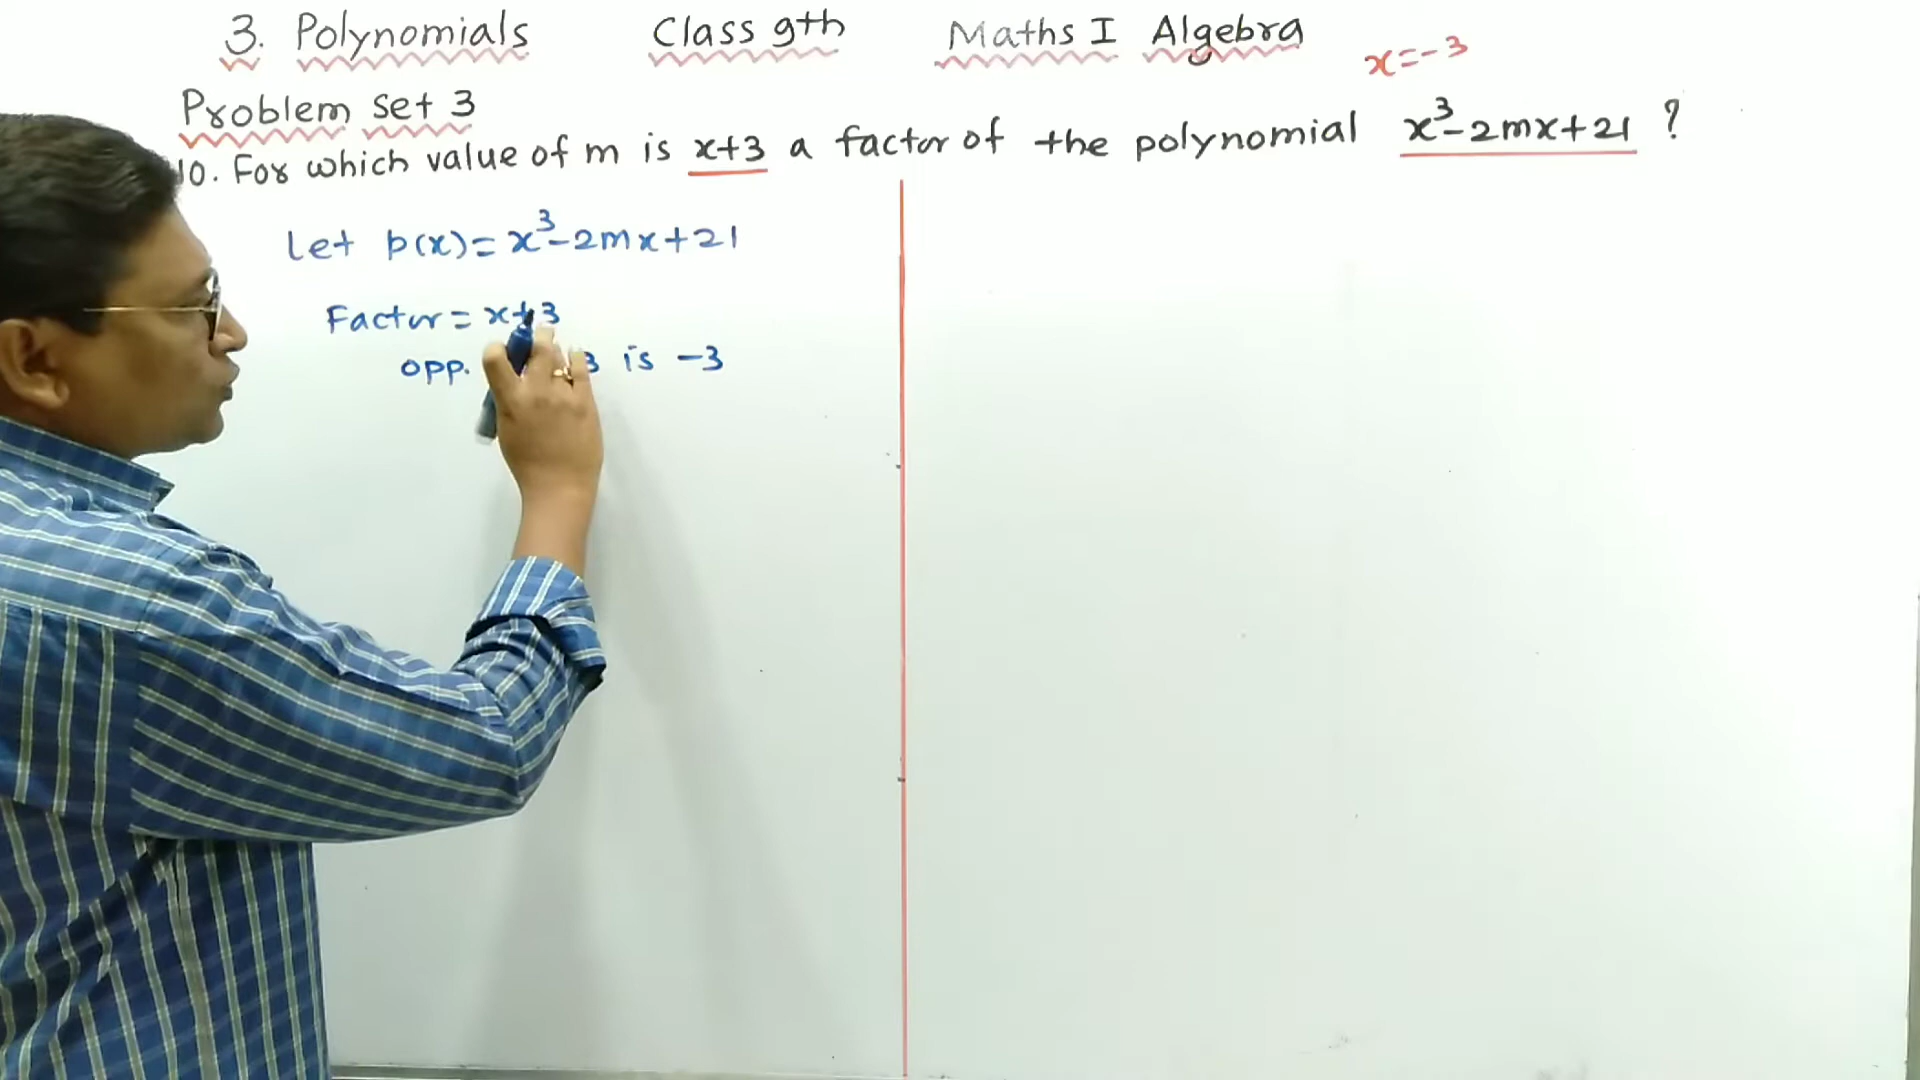 3. Polynomials Class 9th Maths I Algebra
x=-3
Problem Set 3
10. For which value of m is x+3 a factor of the polynomial x³-2mx+21 ?
Let p(x)=x³-2mx+21
Factor = x+3
opp. 3 is -3